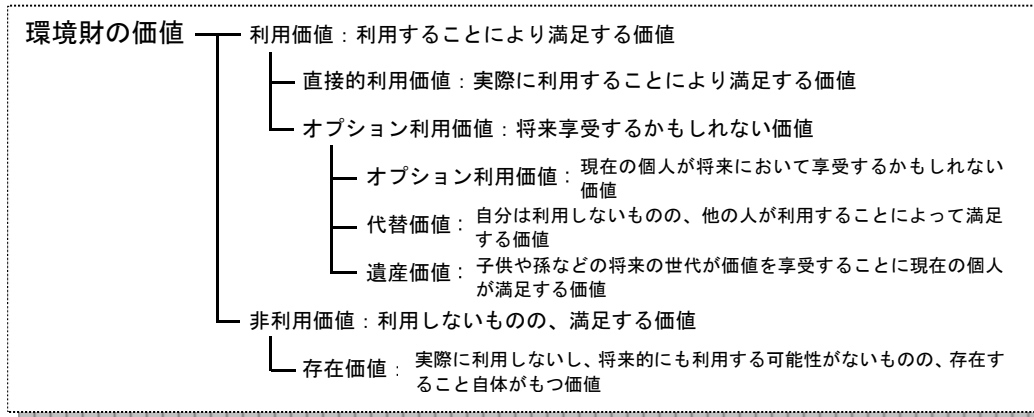 環境財の価値
利用価値：利用することにより満足する価値
直接的利用価値：実際に利用することにより満足する価値
オプション利用価値：将来享受するかもしれない価値
オプション利用価値：現在の個人が将来において享受するかもしれない
価値
代替価値：自分は利用しないものの、他の人が利用することによって満足
する価値
遺産価値：子供や孫などの将来の世代が価値を享受することに現在の個人
が満足する価値
非利用価値：利用しないものの、満足する価値
存在価値：実際に利用しないし、将来的にも利用する可能性がないものの、存在す
ること自体がもつ価値